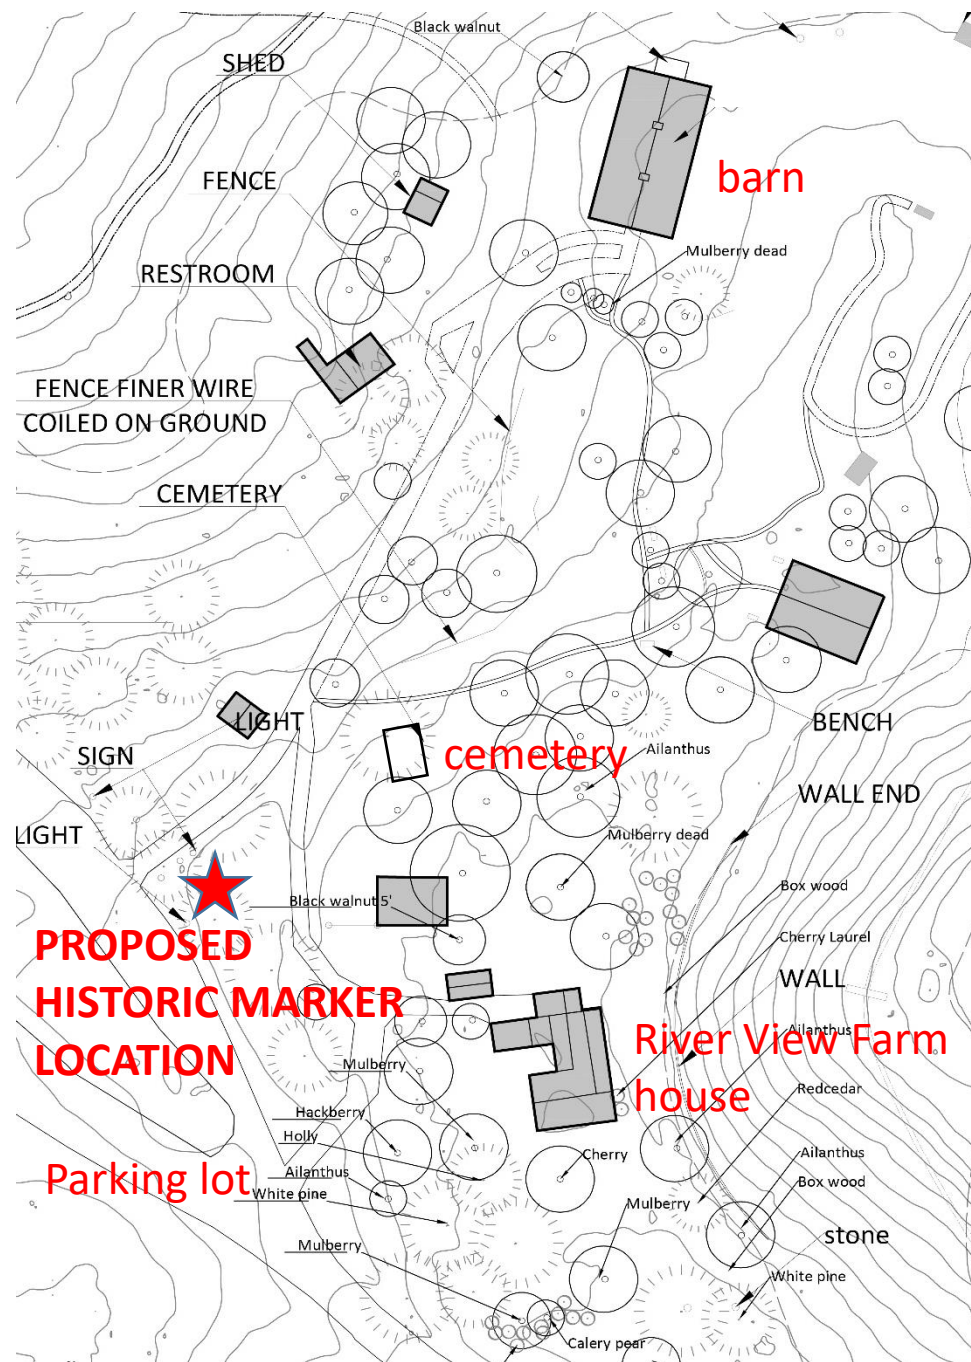 Black walnut
SHED
barn
FENCE
Mulberry dead
RESTROOM
FENCE FINER WIRE
COILED ON GROUND
CEMETERY
LIGHT
BENCH
SIGN
cemetery
Ailanthus
WALL END
LIGHT
Mulberry dead
Box wood
Black walnut 5'
PROPOSED
HISTORIC MARKER
LOCATION
Cherry Laurel
WALL
Ailanthus
River View Farm
house
Mulberry
Redcedar
Hackberry
Holly
Cherry
Ailanthus
Parking lot
Ailanthus
White pine
Box wood
Mulberry
stone
Mulberry
White pine
Calery pear